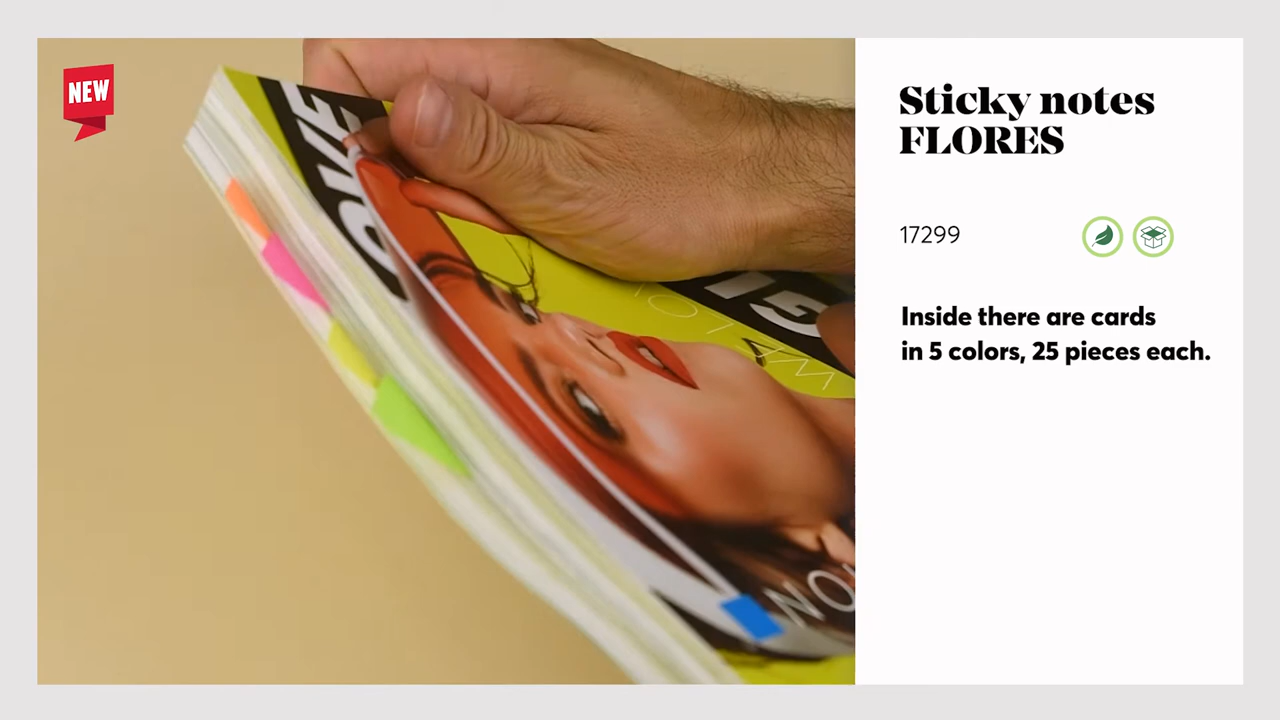 NEW
Sticky notes
FLORES
17299
Inside there are cards
in 5 colors, 25 pieces each.